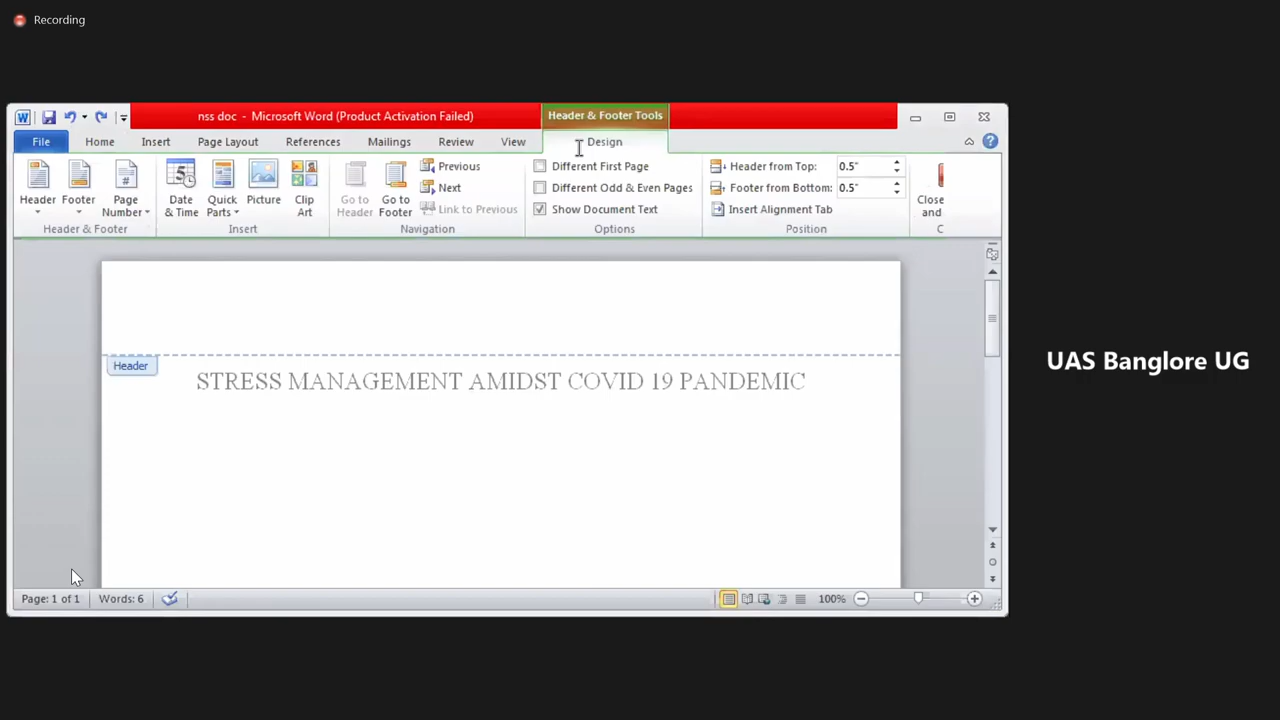 Recording
nss doc - Microsoft Word (Product Activation Failed)
Header & Footer Tools
File Home Insert Page Layout References Mailings Review View Design
Header Footer Page Number
Header & Footer
Date & Time Quick Parts Picture Clip Art
Insert
Go to Header Go to Footer Previous
Next
Link to Previous
Navigation
Different First Page
Different Odd & Even Pages
Show Document Text
Options
Header from Top: 0.5"
Footer from Bottom: 0.5"
Insert Alignment Tab
Position
Close and
C
Header
STRESS MANAGEMENT AMIDST COVID 19 PANDEMIC
UAS Banglore UG
Page: 1 of 1 Words: 6 100%